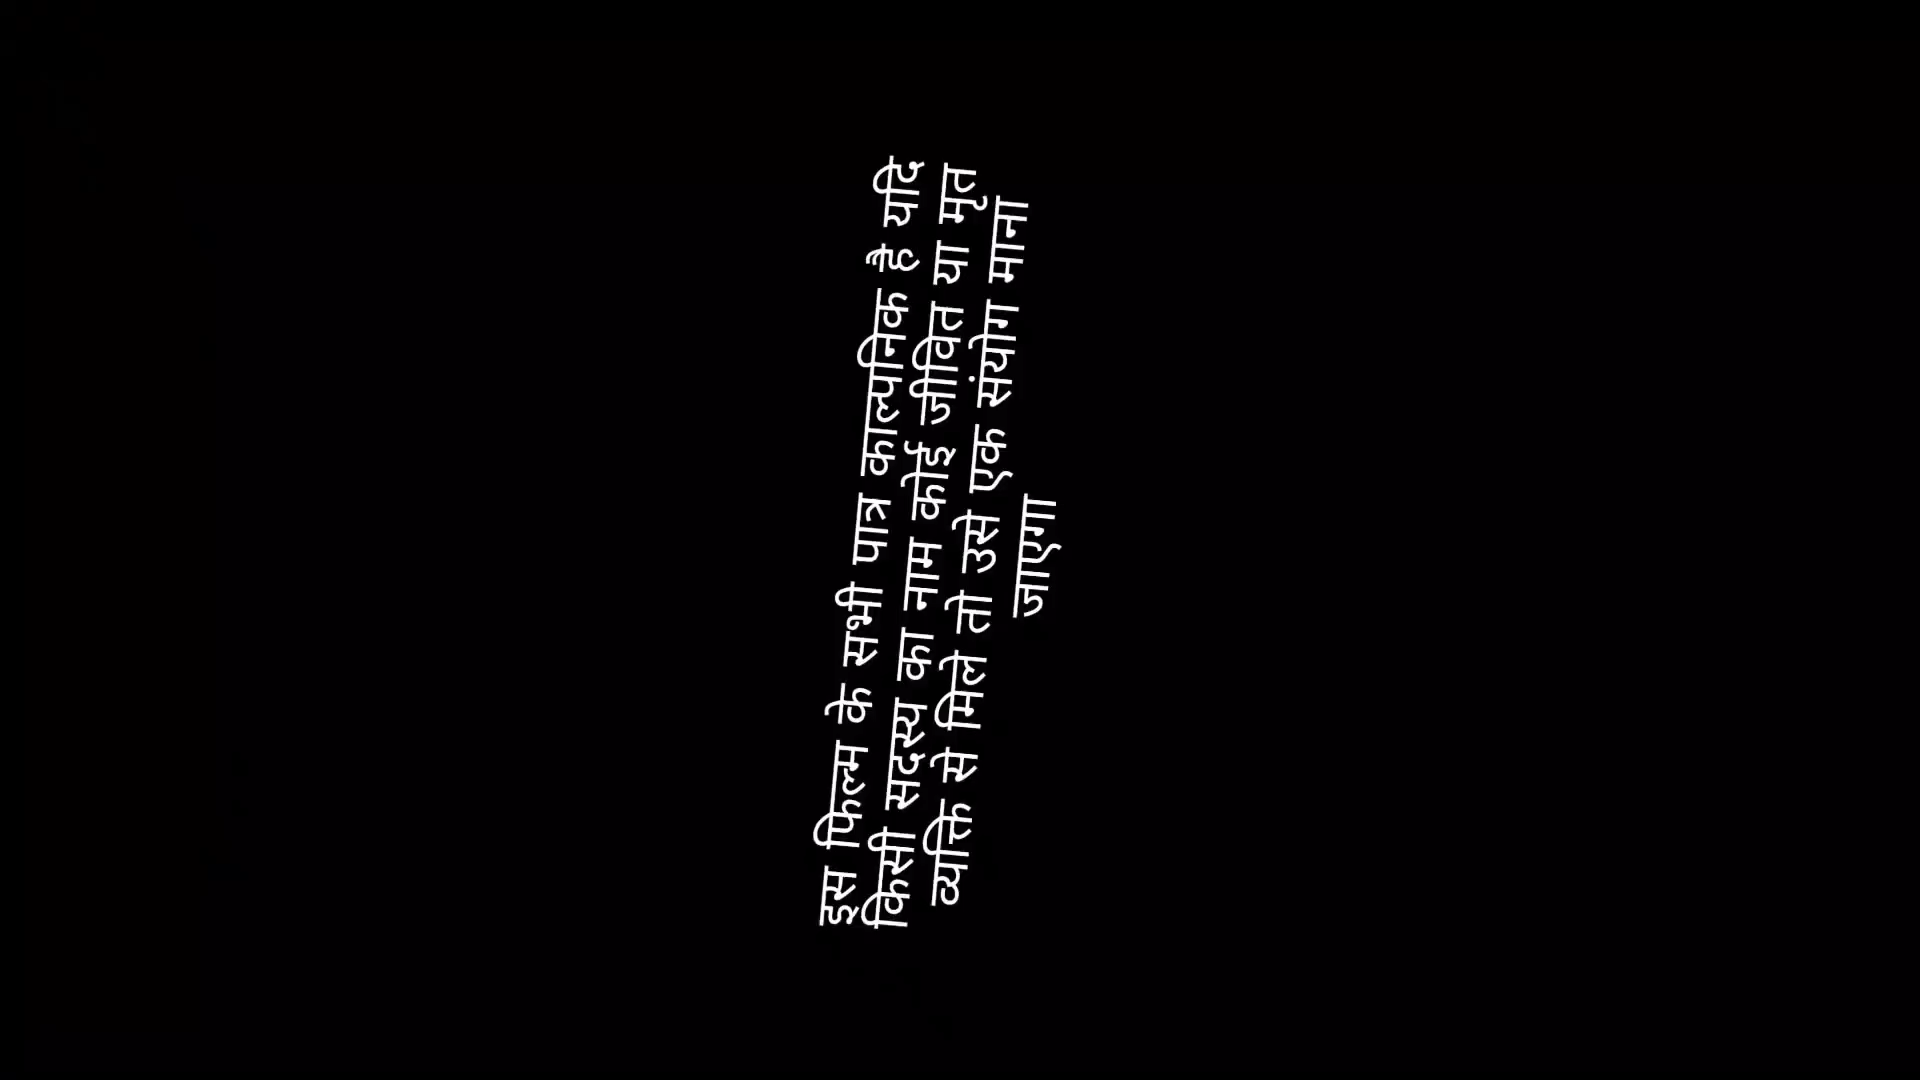 इस फिल्म के सभी पात्र काल्पनिक है यदि
किसी सदस्य का नाम कोई जीवित या मृत
व्यक्ति से मिले तो उसे एक संयोग माना
जाएगा